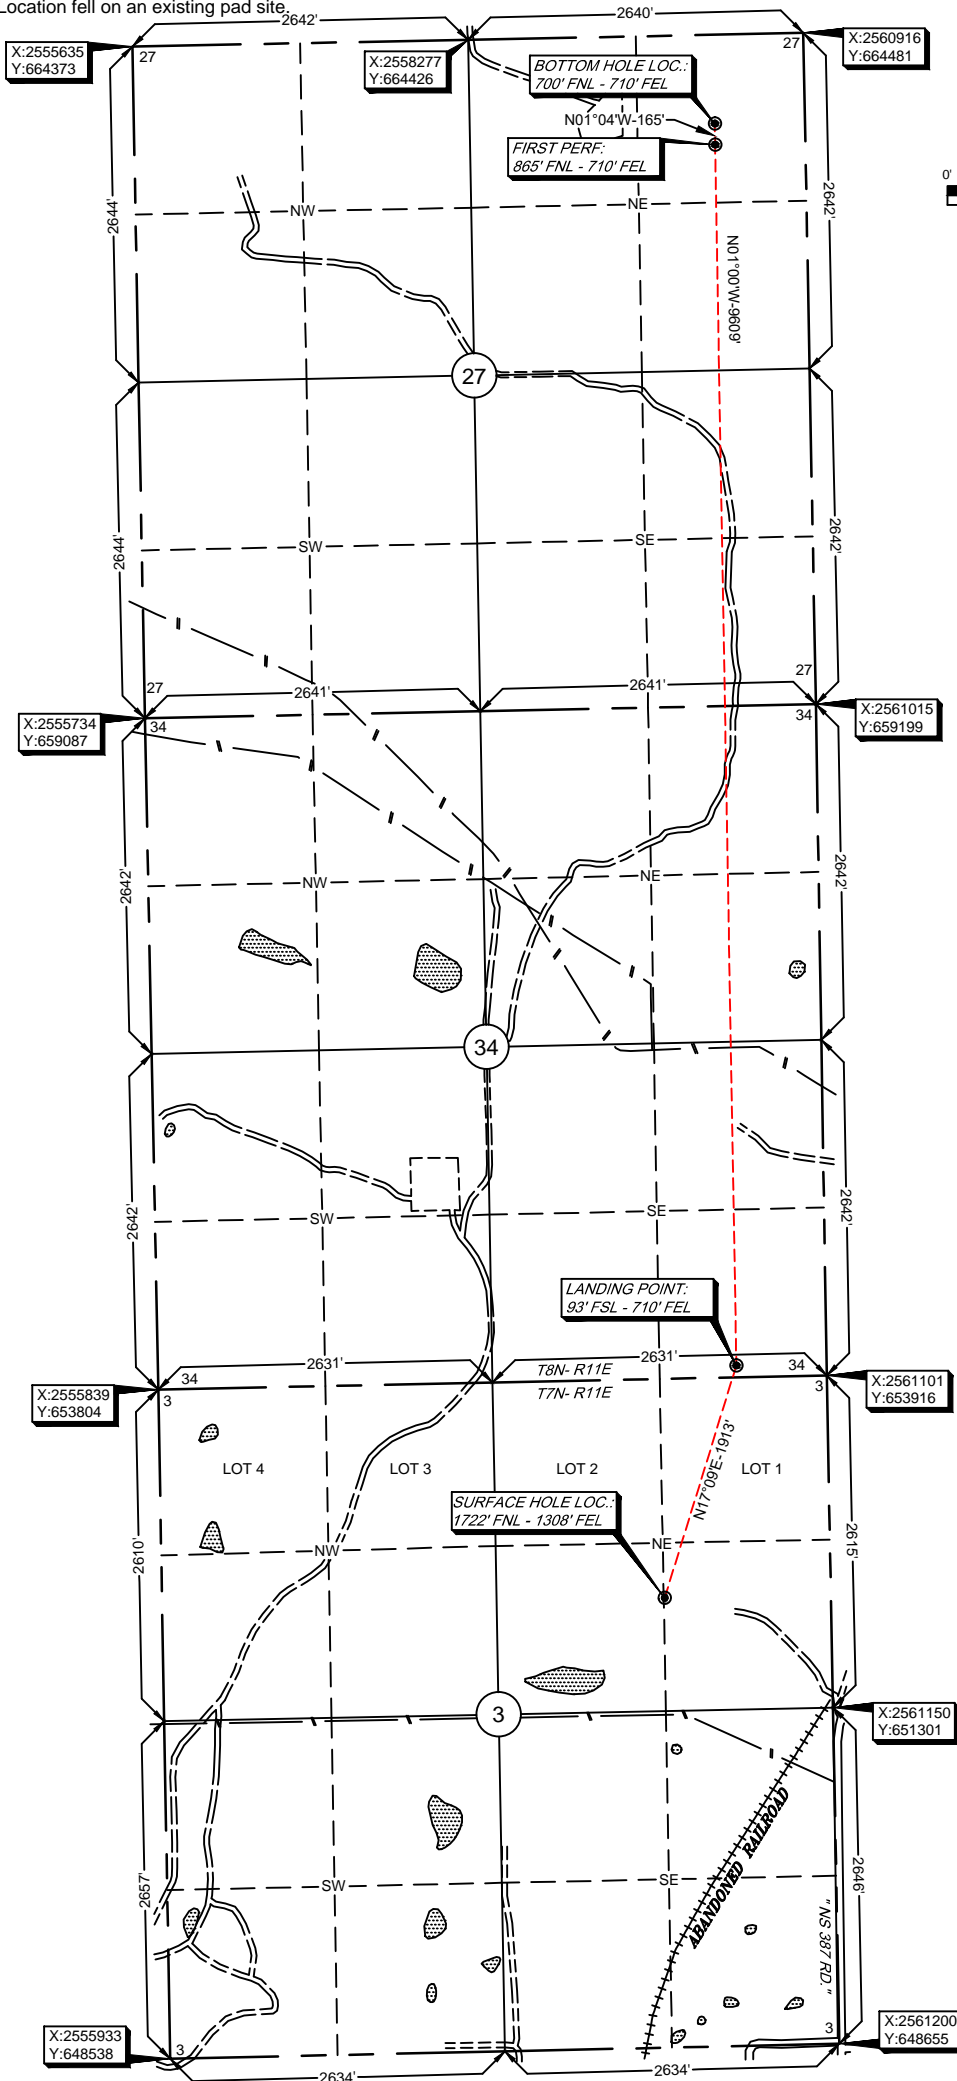 Location fell on an existing pad site.
2642'
2640'
X:2555635
Y:664373
27
X:2558277
Y:664426
27
X:2560916
Y:664481
BOTTOM HOLE LOC.:
700' FNL - 710' FEL
N01°04'W-165'
FIRST PERF:
865' FNL - 710' FEL
0'
2644'
NW
NE
2642'
N01°00'W-9609'
27
2644'
SW
SE
2642'
27
2641'
2641'
27
X:2555734
Y:659087
34
34
X:2561015
Y:659199
2642'
NW
NE
2642'
34
2642'
SW
SE
2642'
LANDING POINT:
93' FSL - 710' FEL
34
2631'
T8N- R11E
2631'
34
X:2555839
Y:653804
3
T7N- R11E
3
X:2561101
Y:653916
LOT 4
LOT 3
LOT 2
LOT 1
N17°09'E-1913'
SURFACE HOLE LOC.:
1722' FNL - 1308' FEL
2610'
NW
NE
2615'
3
X:2561150
Y:651301
ABANDONED RAILROAD
2657'
SW
SE
2646'
"NS 387 RD."
X:2555933
Y:648538
3
3
X:2561200
Y:648655
2634'
2634'